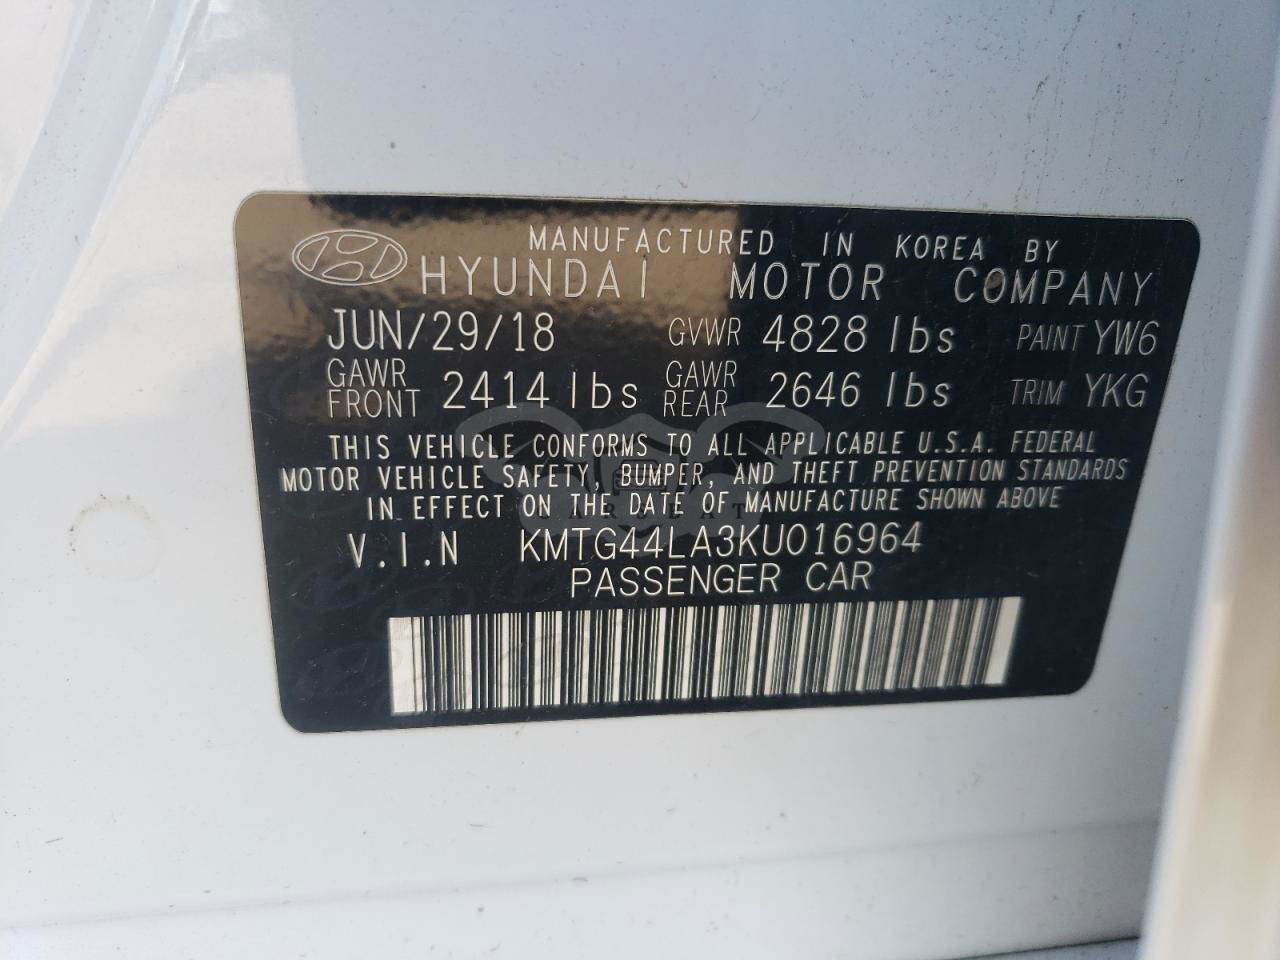 MANUFACTURED IN KOREA BY
HYUNDAI MOTOR COMPANY
JUN/29/18 GVWR 4828 lbs PAINT YW6
GAWR FRONT 2414 lbs GAWR REAR 2646 lbs TRIM YKG
THIS VEHICLE CONFORMS TO ALL APPLICABLE U.S.A. FEDERAL
MOTOR VEHICLE SAFETY, BUMPER, AND THEFT PREVENTION STANDARDS
IN EFFECT ON THE DATE OF MANUFACTURE SHOWN ABOVE
V.I.N KMTG44LA3KU016964
PASSENGER CAR